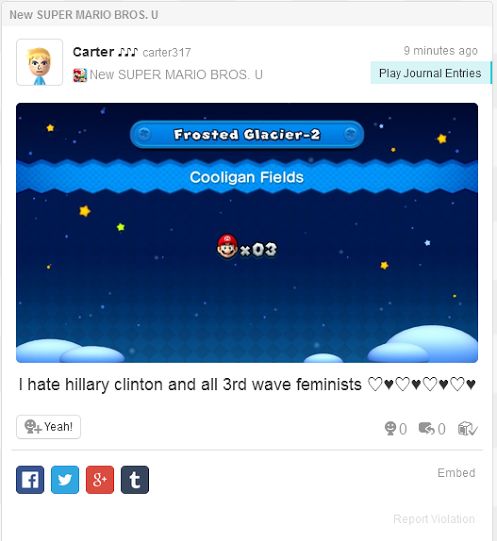 New SUPER MARIO BROS. U
Carter ♪♪♪ carter317
9 minutes ago
New SUPER MARIO BROS. U
Play Journal Entries
Frosted Glacier-2
Cooligan Fields
×03
I hate hillary clinton and all 3rd wave feminists ♡♥♡♥♡♥♡♥
Yeah!
0
0
f
g+
t
Embed
Report Violation